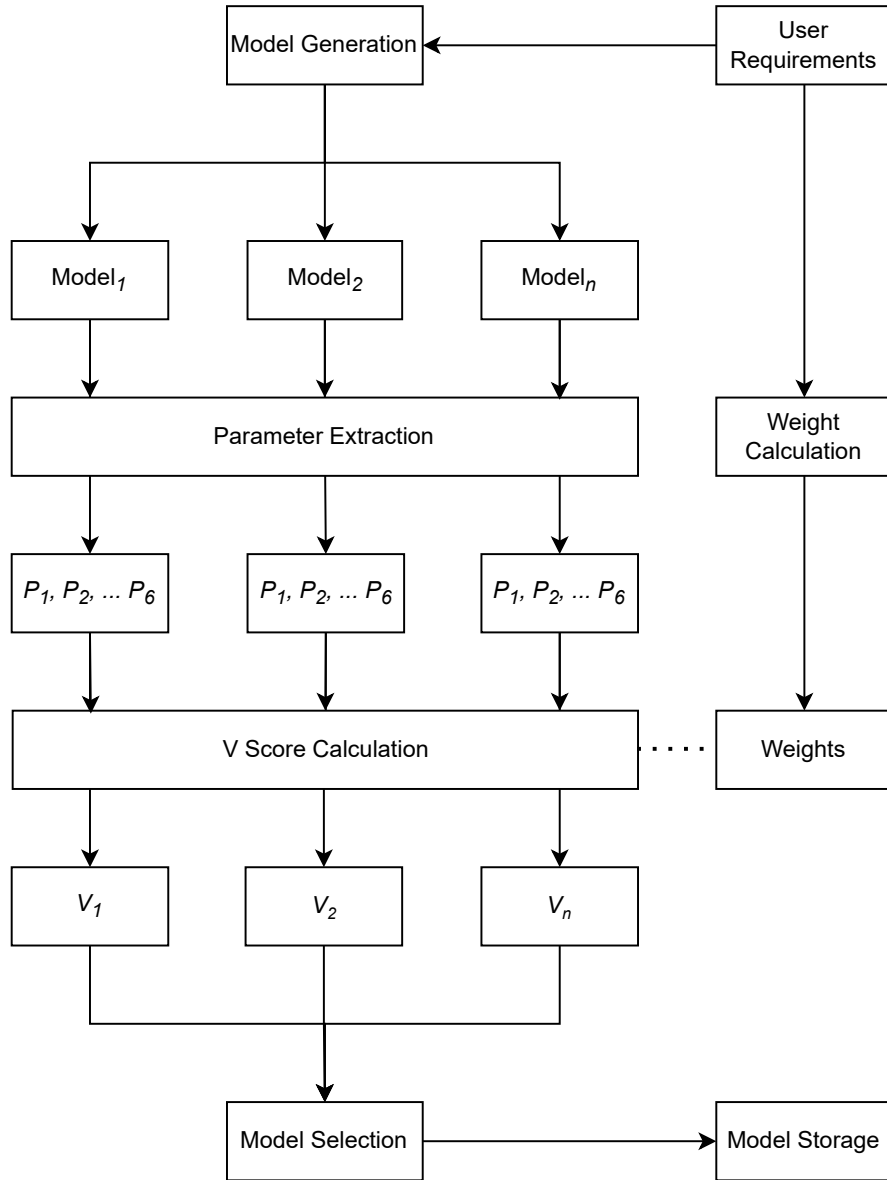 Model Generation
User
Requirements
Model1
Model2
Modeln
Parameter Extraction
Weight
Calculation
P1, P2, ... P6
P1, P2, ... P6
P1, P2, ... P6
V Score Calculation
Weights
V1
V2
Vn
Model Selection
Model Storage